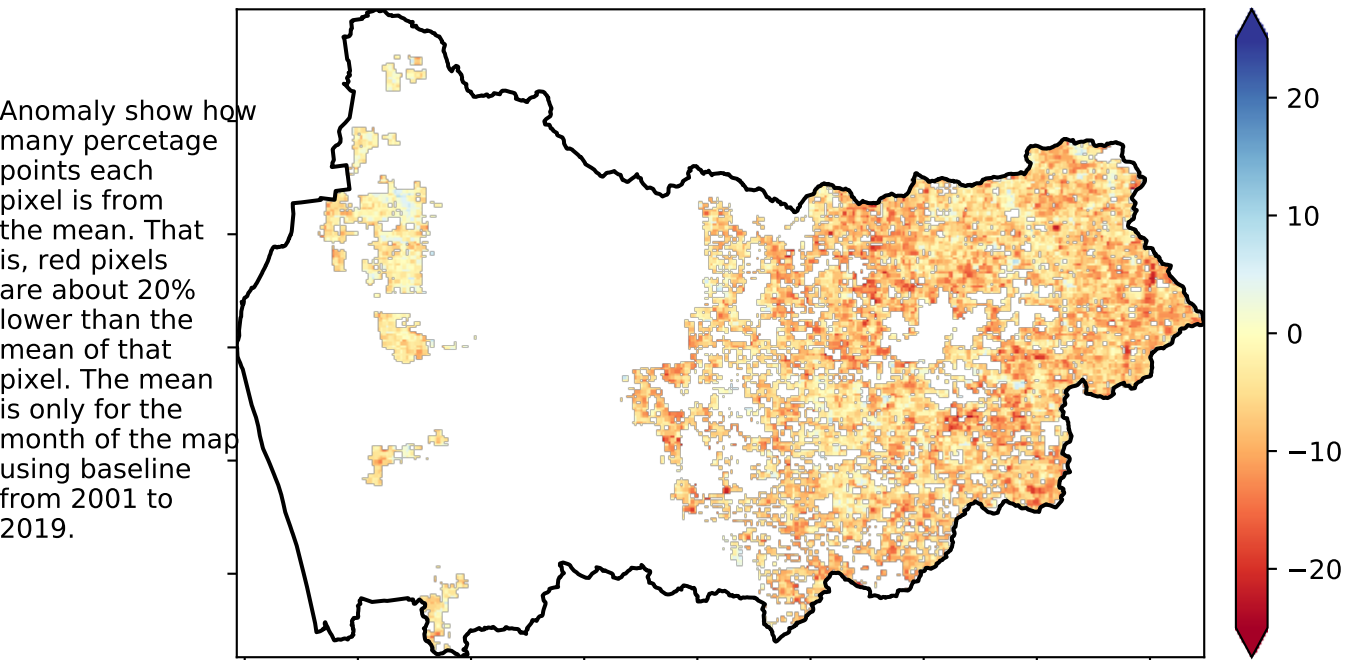 Anomaly show how
many percetage
points each
pixel is from
the mean. That
is, red pixels
are about 20%
lower than the
mean of that
pixel. The mean
is only for the
month of the map
using baseline
from 2001 to
2019.
20
10
0
−10
−20